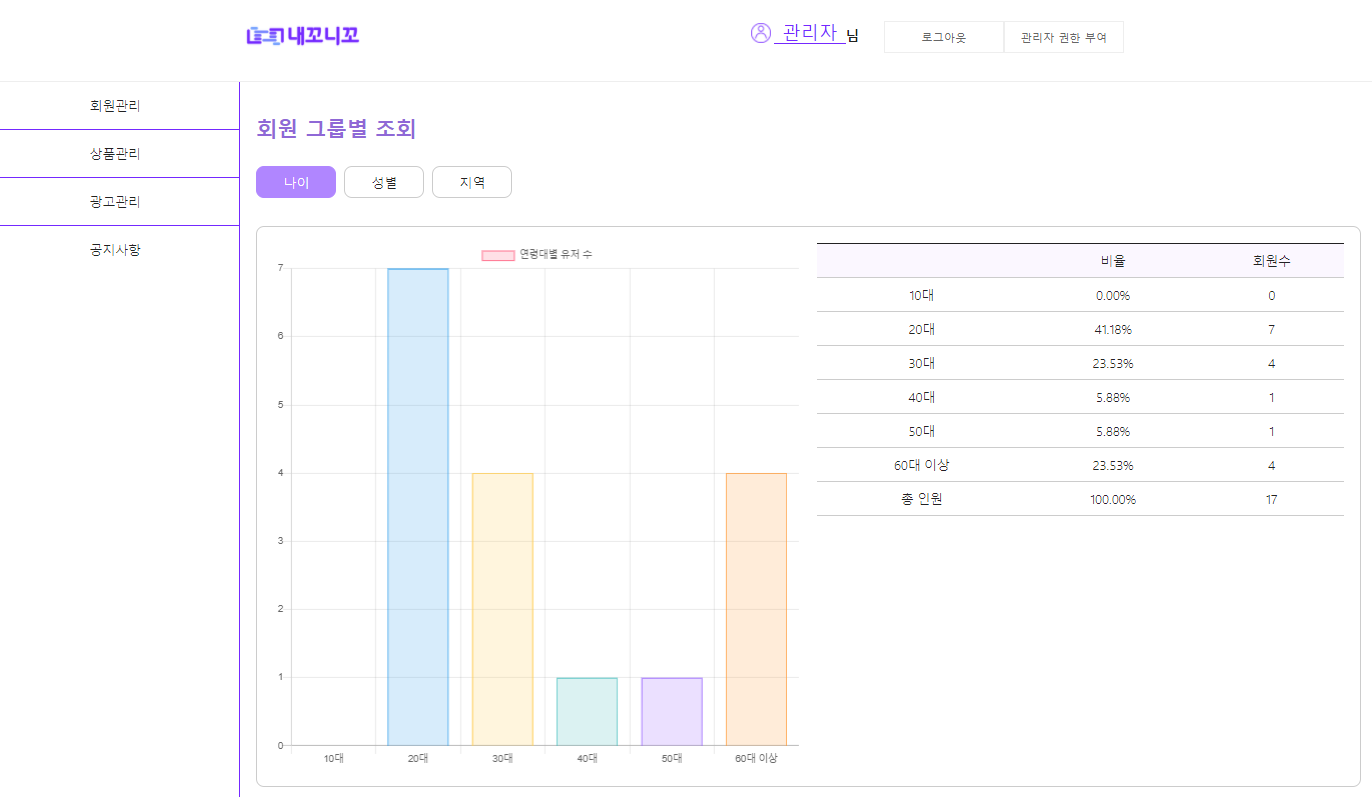 내꼬니꼬
관리자 님
로그아웃
관리자 권한 부여
회원관리
상품관리
광고관리
공지사항
회원 그룹별 조회
나이 성별 지역
연령대별 유저 수
7
6
5
4
3
2
1
0
10대 20대 30대 40대 50대 60대 이상
비율 회원수
10대 0.00% 0
20대 41.18% 7
30대 23.53% 4
40대 5.88% 1
50대 5.88% 1
60대 이상 23.53% 4
총 인원 100.00% 17